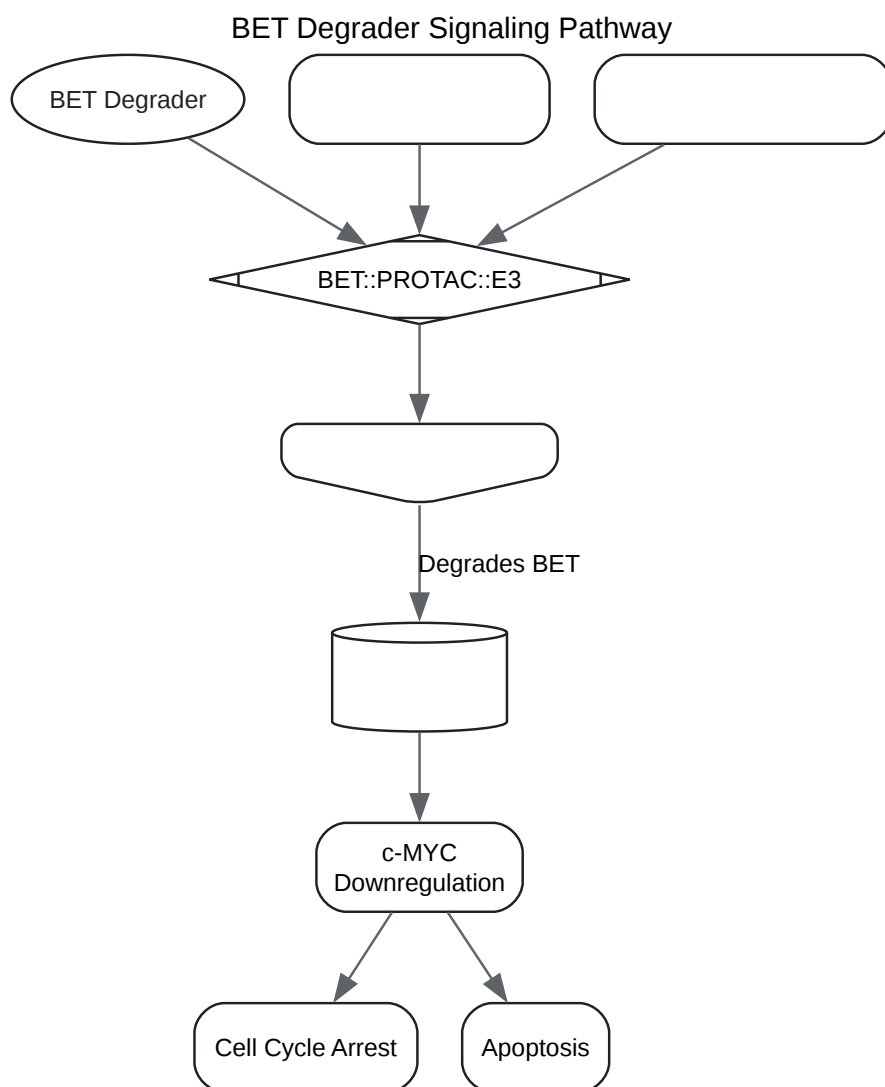 BET Degrader Signaling Pathway
BET Degrader
BET::PROTAC::E3
Degrades BET
c-MYC
Downregulation
Cell Cycle Arrest
Apoptosis